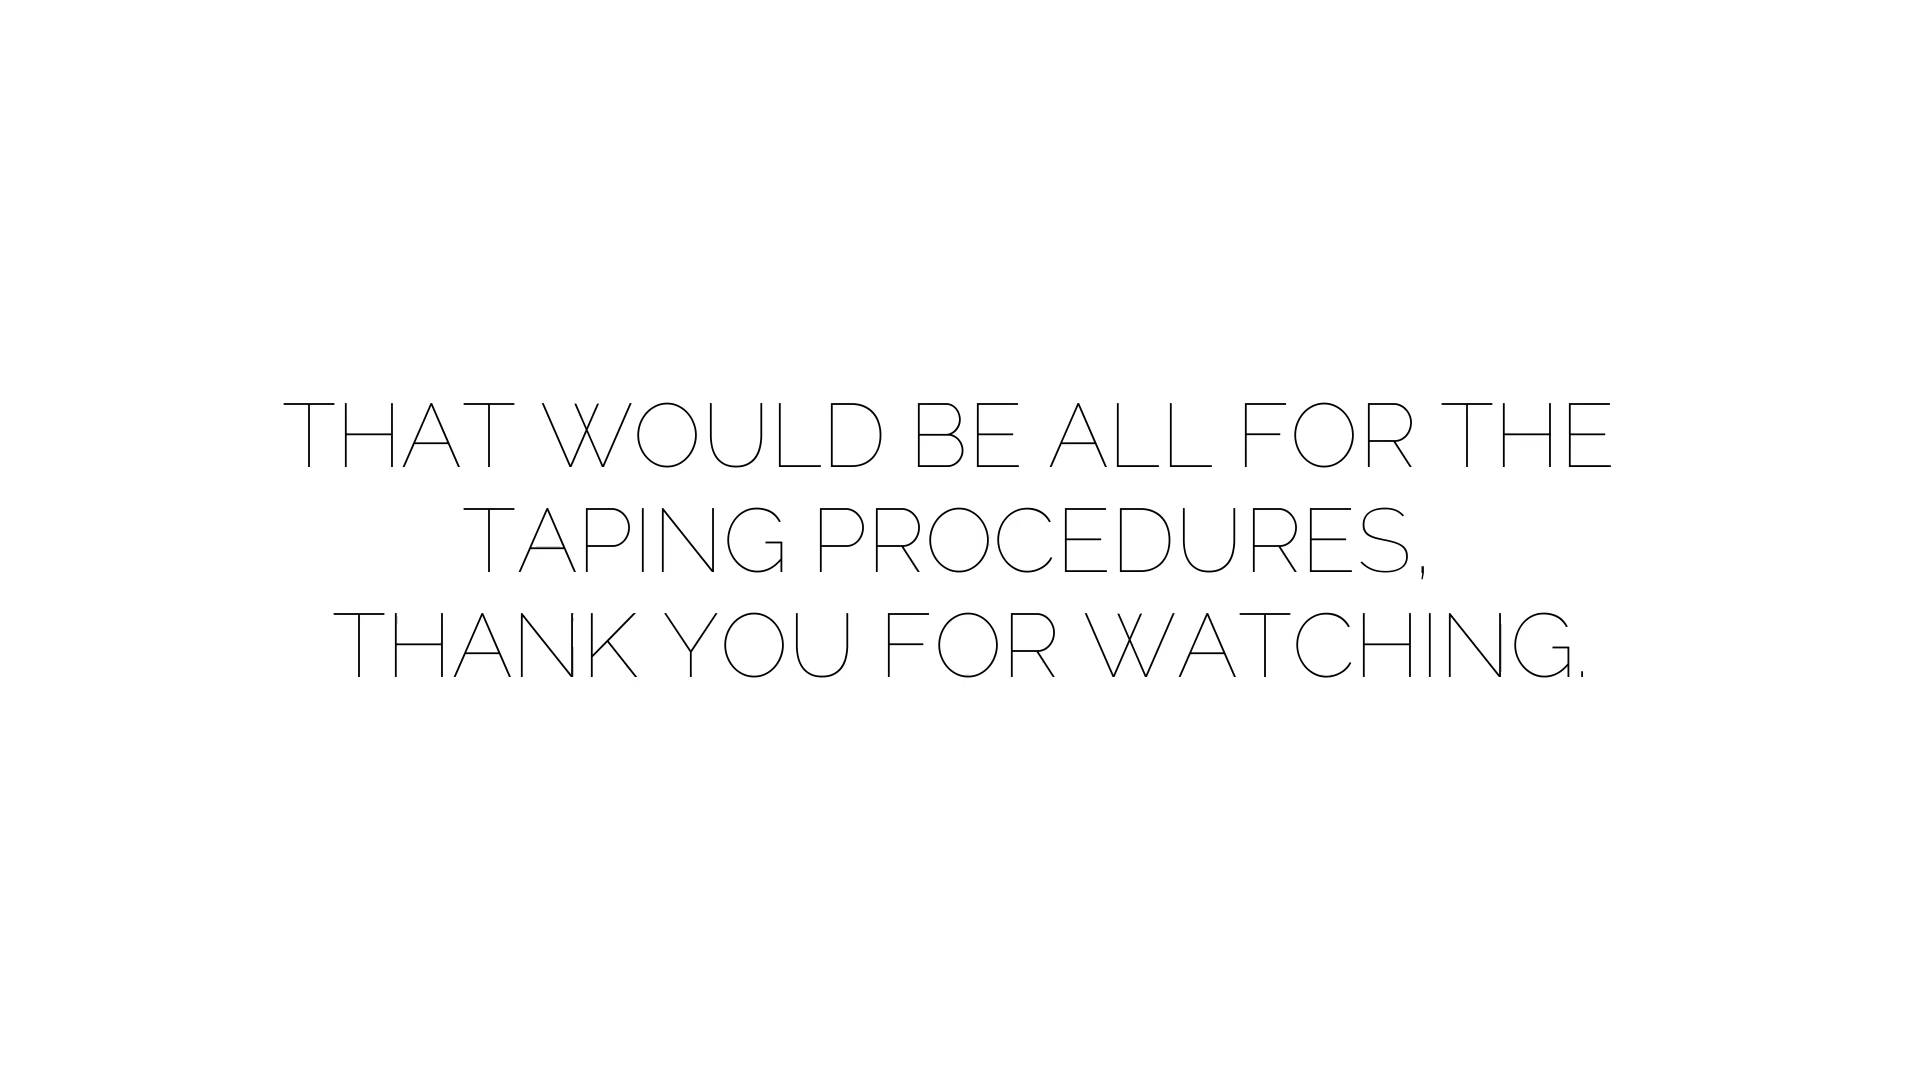 THAT WOULD BE ALL FOR THE
TAPING PROCEDURES,
THANK YOU FOR WATCHING.